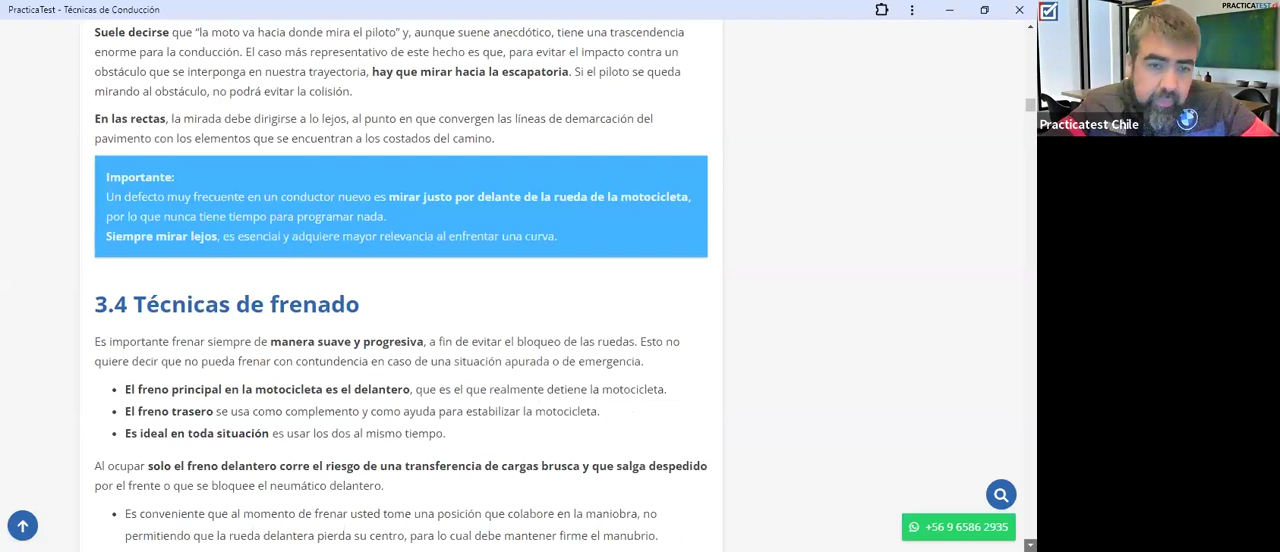 PracticaTest - Técnicas de Conducción
PRACTICATEST
Suele decirse que “la moto va hacia donde mira el piloto” y, aunque suene anecdótico, tiene una trascendencia
enorme para la conducción. El caso más representativo de este hecho es que, para evitar el impacto contra un
obstáculo que se interponga en nuestra trayectoria, hay que mirar hacia la escapatoria. Si el piloto se queda
mirando al obstáculo, no podrá evitar la colisión.
En las rectas, la mirada debe dirigirse a lo lejos, al punto en que convergen las líneas de demarcación del
pavimento con los elementos que se encuentran a los costados del camino.
Practicatest Chile
Importante:
Un defecto muy frecuente en un conductor nuevo es mirar justo por delante de la rueda de la motocicleta,
por lo que nunca tiene tiempo para programar nada.
Siempre mirar lejos, es esencial y adquiere mayor relevancia al enfrentar una curva.
3.4 Técnicas de frenado
Es importante frenar siempre de manera suave y progresiva, a fin de evitar el bloqueo de las ruedas. Esto no
quiere decir que no pueda frenar con contundencia en caso de una situación apurada o de emergencia.
• El freno principal en la motocicleta es el delantero, que es el que realmente detiene la motocicleta.
• El freno trasero se usa como complemento y como ayuda para estabilizar la motocicleta.
• Es ideal en toda situación es usar los dos al mismo tiempo.
Al ocupar solo el freno delantero corre el riesgo de una transferencia de cargas brusca y que salga despedido
por el frente o que se bloquee el neumático delantero.
• Es conveniente que al momento de frenar usted tome una posición que colabore en la maniobra, no
permitiendo que la rueda delantera pierda su centro, para lo cual debe mantener firme el manubrio.
+56 9 6586 2935